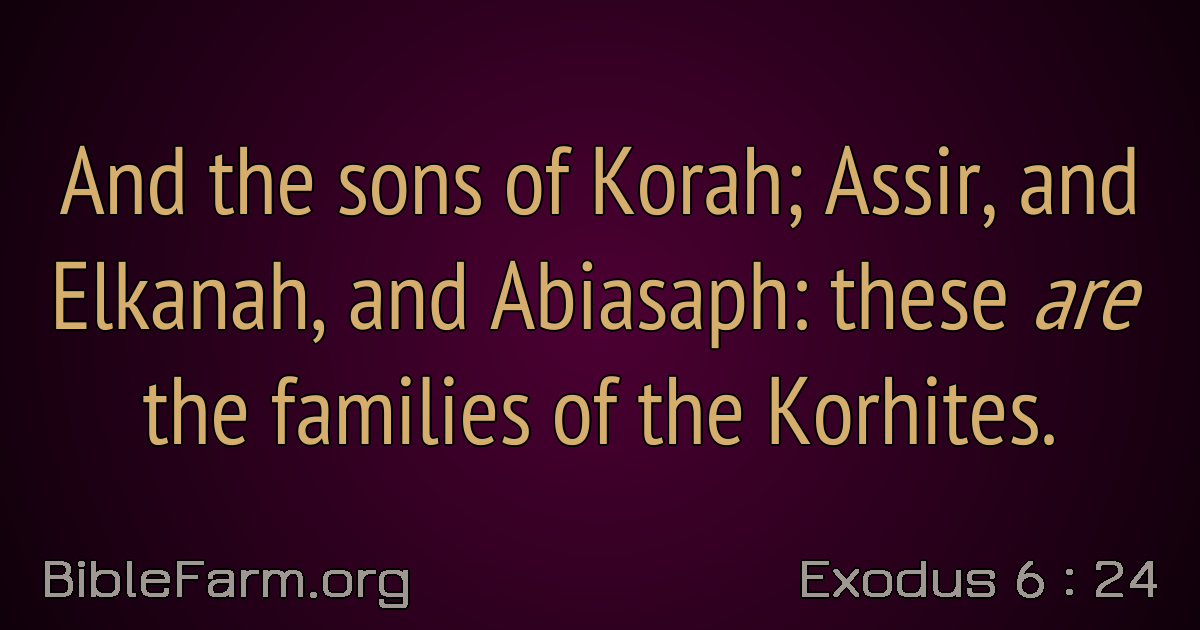 And the sons of Korah; Assir, and
Elkanah, and Abiasaph: these are
the families of the Korhites.
BibleFarm.org
Exodus 6 : 24